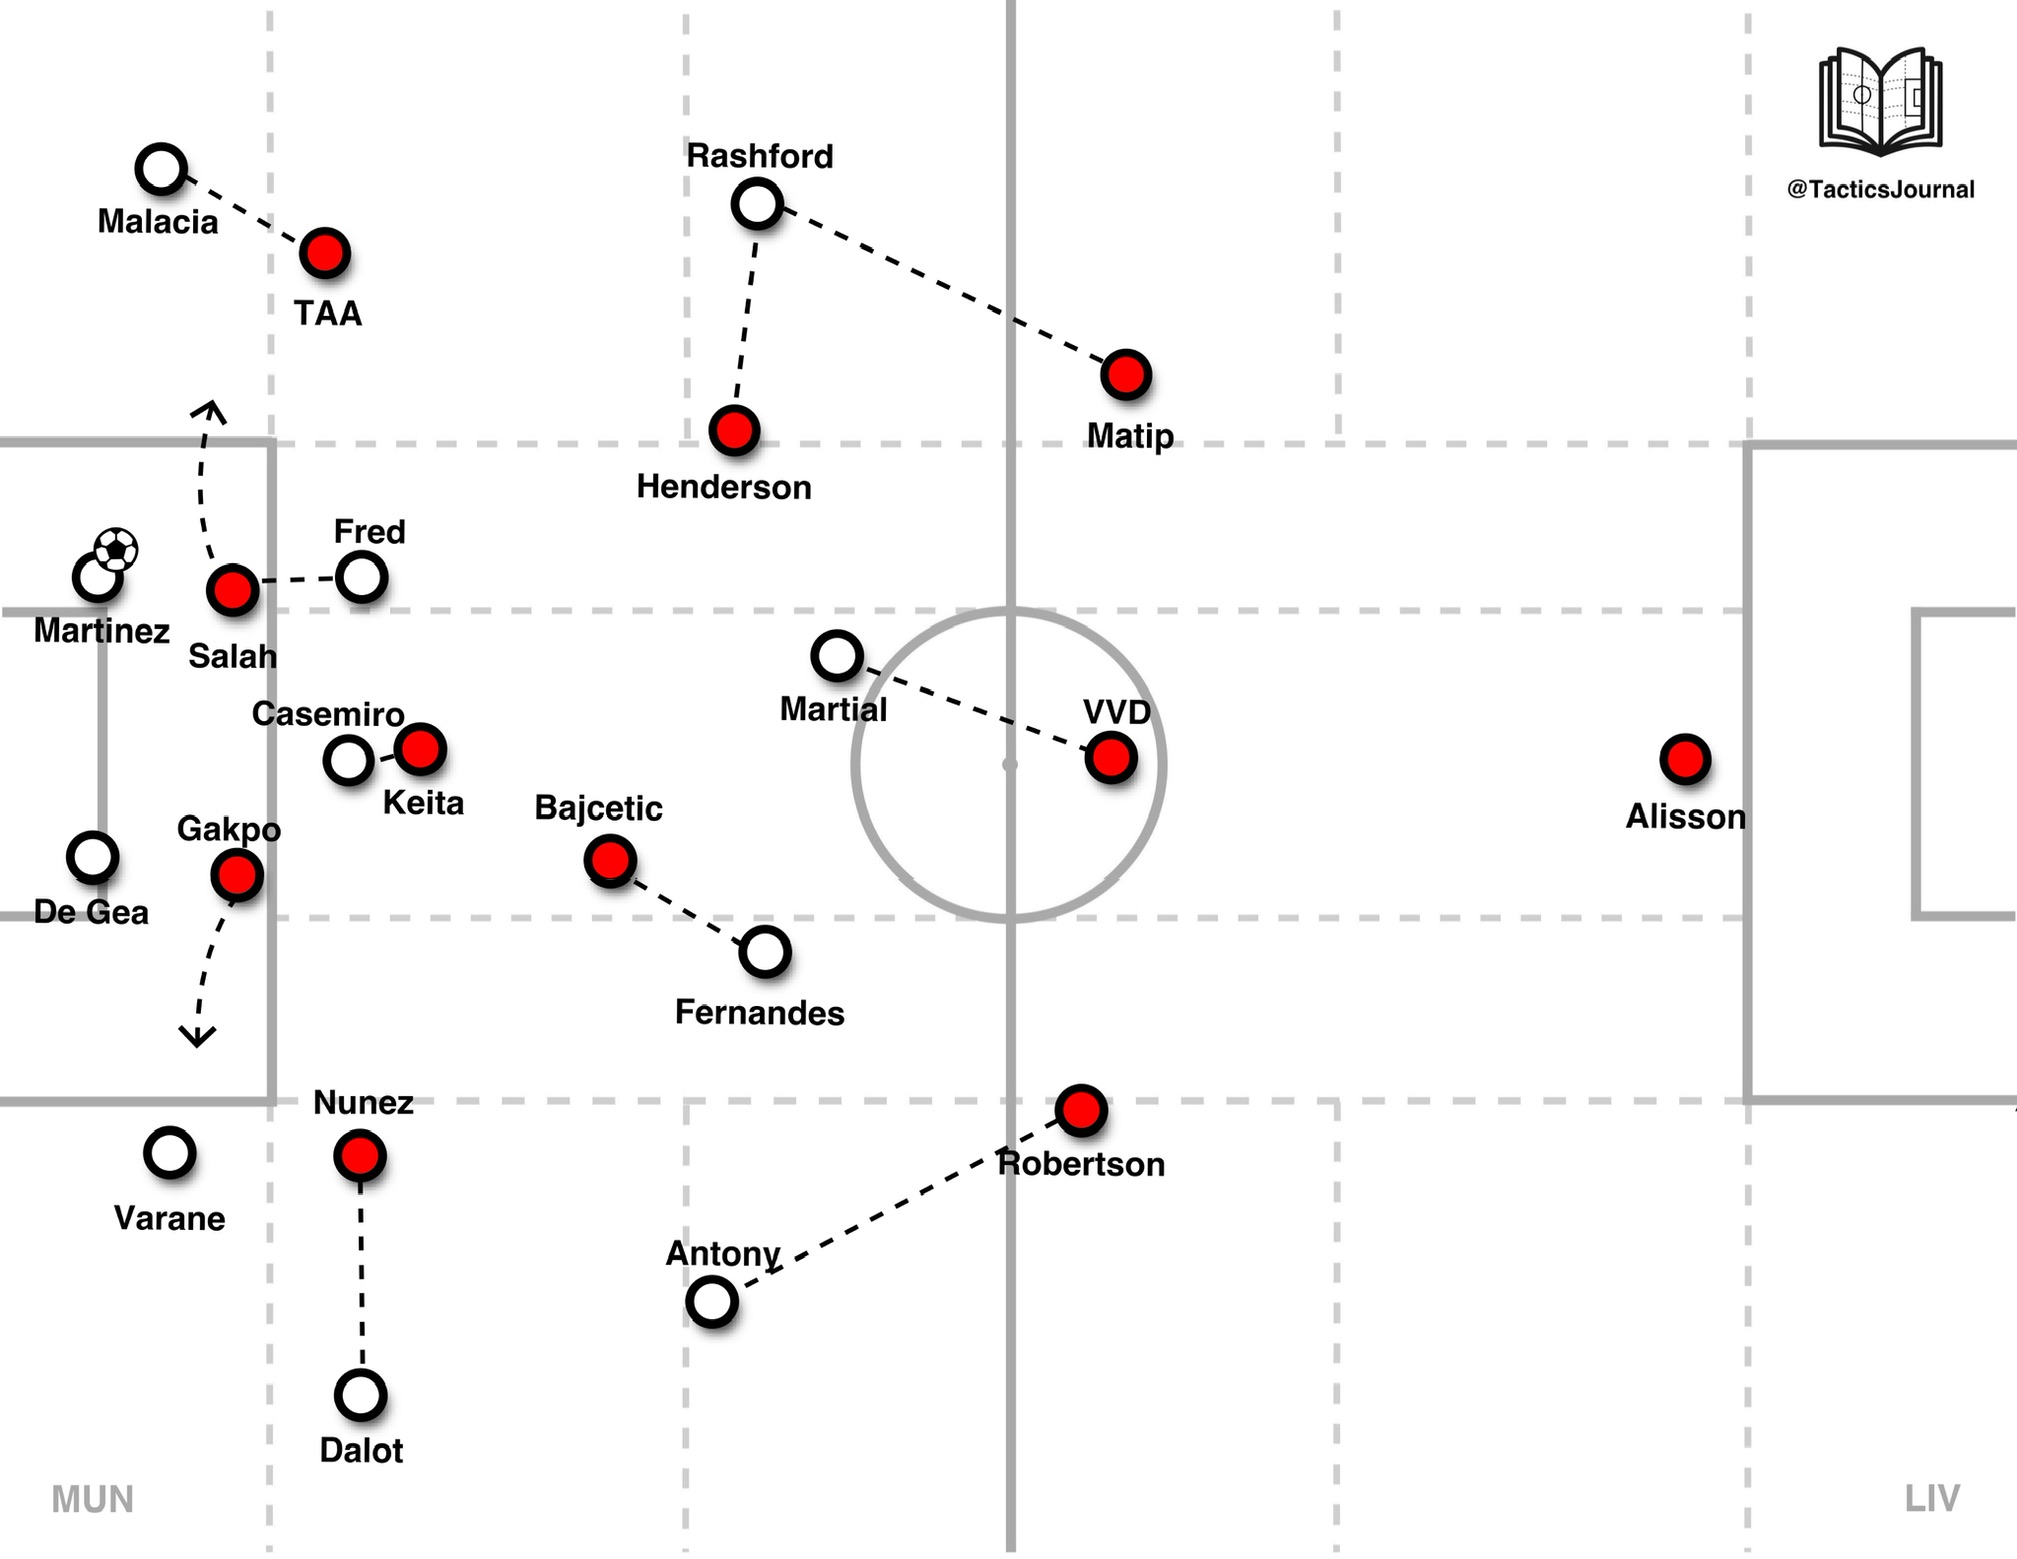 @TacticsJournal
Rashford
Malacia
TAA
Matip
Henderson
Fred
Martinez
Salah
Casemiro
Martial
VVD
Keita
Bajcetic
Gakpo
Alisson
De Gea
Fernandes
Nunez
Robertson
Varane
Antony
Dalot
MUN
LIV